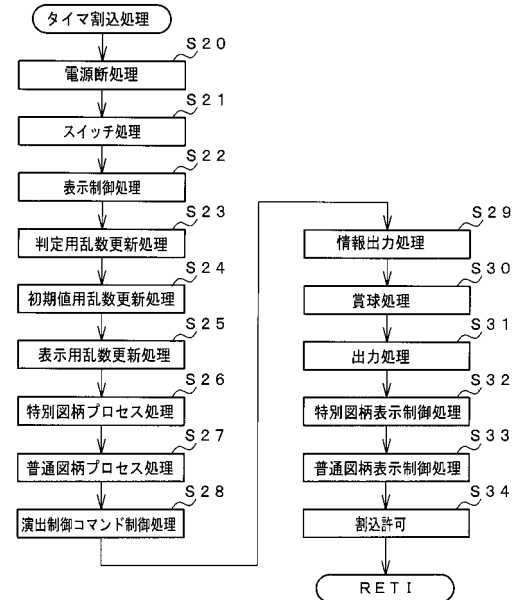 タイマ割込処理
S20
電源断処理
S21
スイッチ処理
S22
表示制御処理
S23
判定用乱数更新処理
S24
初期値用乱数更新処理
S25
表示用乱数更新処理
S26
特別図柄プロセス処理
S27
普通図柄プロセス処理
S28
演出制御コマンド制御処理
S29
情報出力処理
S30
賞球処理
S31
出力処理
S32
特別図柄表示制御処理
S33
普通図柄表示制御処理
S34
割込許可
RETI